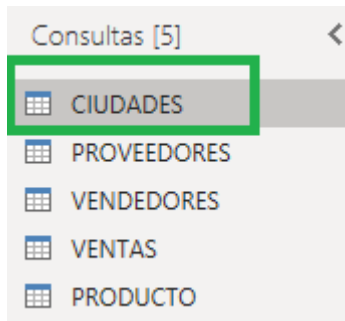 Consultas [5]
CIUDADES
PROVEEDORES
VENDEDORES
VENTAS
PRODUCTO